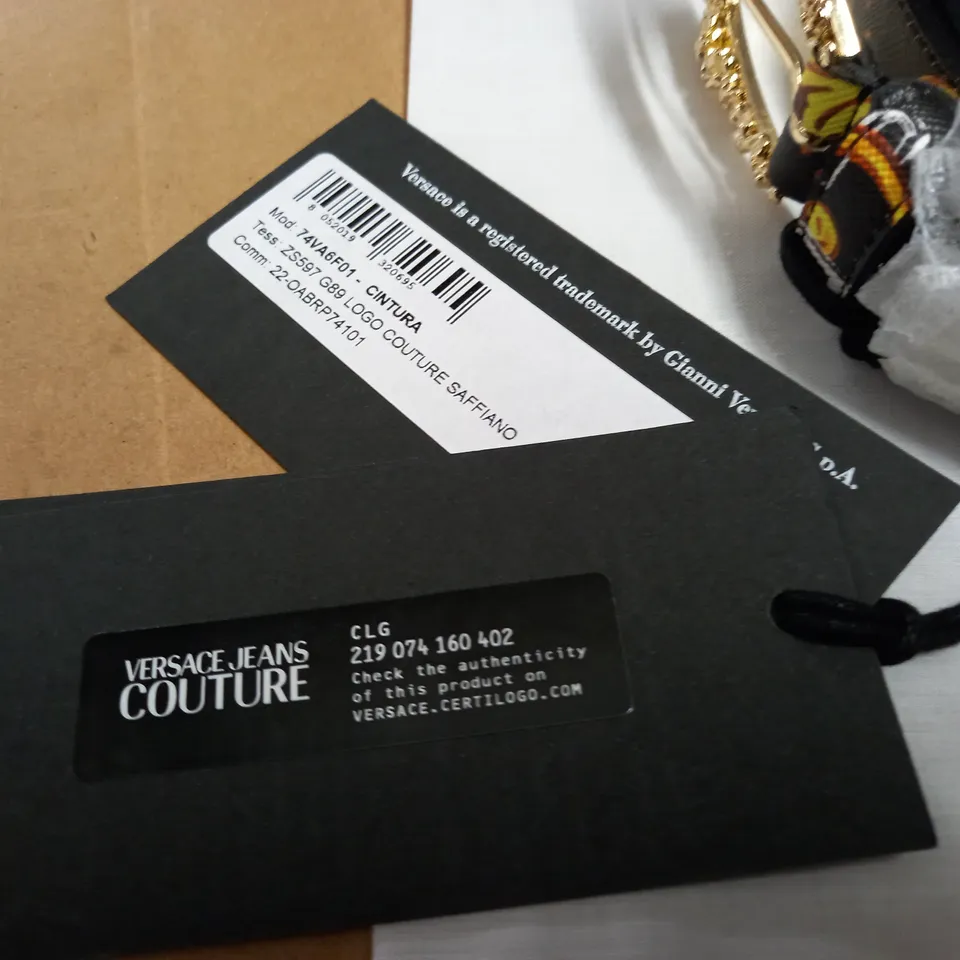 Versace is a registered trademark by Gianni
p.A.
8 052019 320695
Mod: 74VA6F01 - CINTURA
Tess: ZS597 G89 LOGO COUTURE SAFFIANO
Comm: 22-OABRP74101
VERSACE JEANS
COUTURE
CLG
219 074 160 402
Check the authenticity
of this product on
VERSACE.CERTILOGO.COM